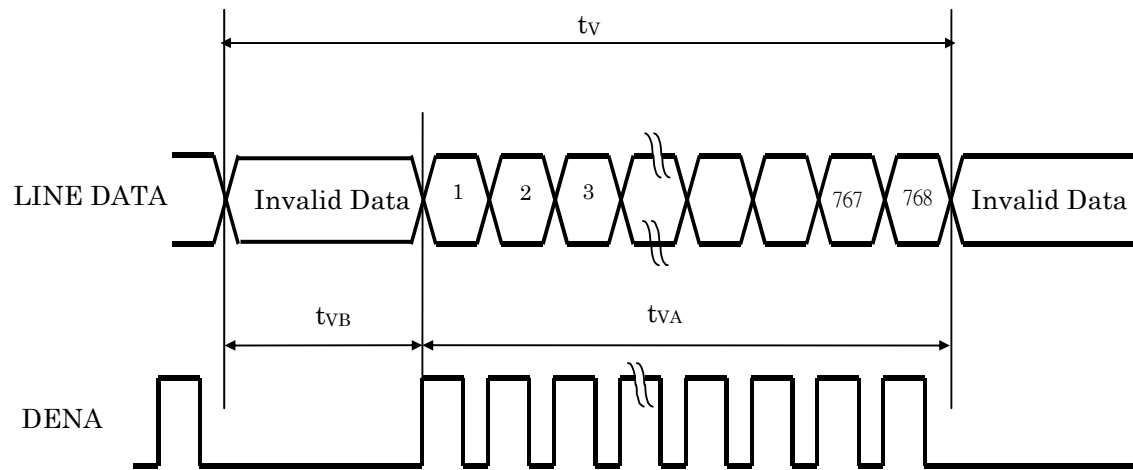 tV
LINE DATA
Invalid Data
1
2
3
767
768
Invalid Data
tVB
tVA
DENA